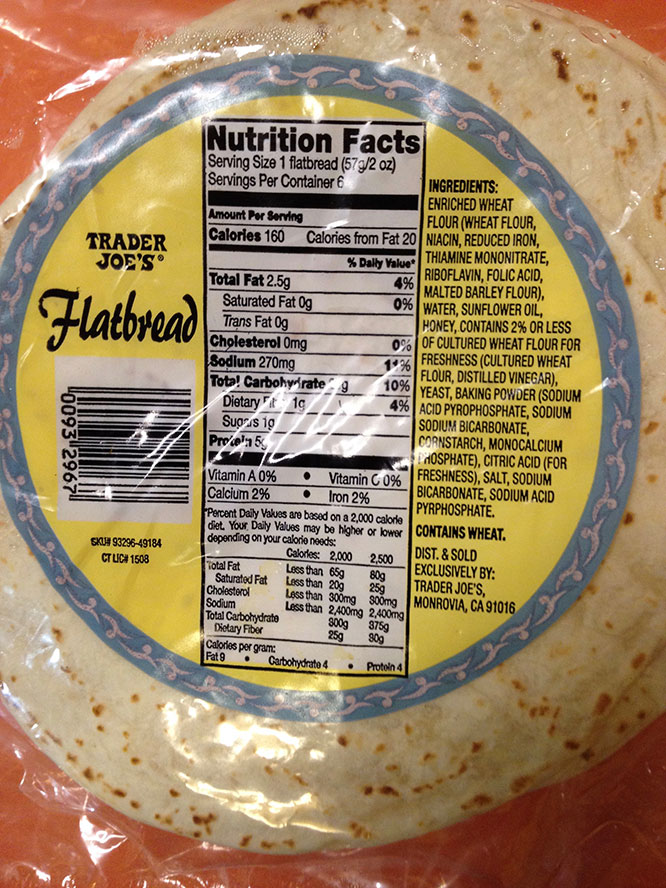 TRADER
JOE'S®
Flatbread
0093 2967
SKU# 93296-49184
CT LIC# 1508
Nutrition Facts
Serving Size 1 flatbread (57g/2 oz)
Servings Per Container 6
Amount Per Serving
Calories 160 Calories from Fat 20
% Daily Value*
Total Fat 2.5g 4%
Saturated Fat 0g 0%
Trans Fat 0g
Cholesterol 0mg 0%
Sodium 270mg 11%
Total Carbohydrate 10%
Dietary 1g 4%
Sugars 1g
Protein 5g
Vitamin A 0% • Vitamin C 0%
Calcium 2% • Iron 2%
*Percent Daily Values are based on a 2,000 calorie
diet. Your Daily Values may be higher or lower
depending on your calorie needs:
Calories: 2,000 2,500
Total Fat Less than 65g 80g
Saturated Fat Less than 20g 25g
Cholesterol Less than 300mg 300mg
Sodium Less than 2,400mg 2,400mg
Total Carbohydrate 300g 375g
Dietary Fiber 25g 30g
Calories per gram:
Fat 9 • Carbohydrate 4 • Protein 4
INGREDIENTS:
ENRICHED WHEAT
FLOUR (WHEAT FLOUR,
NIACIN, REDUCED IRON,
THIAMINE MONONITRATE,
RIBOFLAVIN, FOLIC ACID,
MALTED BARLEY FLOUR),
WATER, SUNFLOWER OIL,
HONEY, CONTAINS 2% OR LESS
OF CULTURED WHEAT FLOUR FOR
FRESHNESS (CULTURED WHEAT
FLOUR, DISTILLED VINEGAR),
YEAST, BAKING POWDER (SODIUM
ACID PYROPHOSPHATE, SODIUM
SODIUM BICARBONATE,
CORNSTARCH, MONOCALCIUM
PHOSPHATE), CITRIC ACID (FOR
FRESHNESS), SALT, SODIUM
BICARBONATE, SODIUM ACID
PYRPHOSPHATE.
CONTAINS WHEAT.
DIST. & SOLD
EXCLUSIVELY BY:
TRADER JOE'S,
MONROVIA, CA 91016